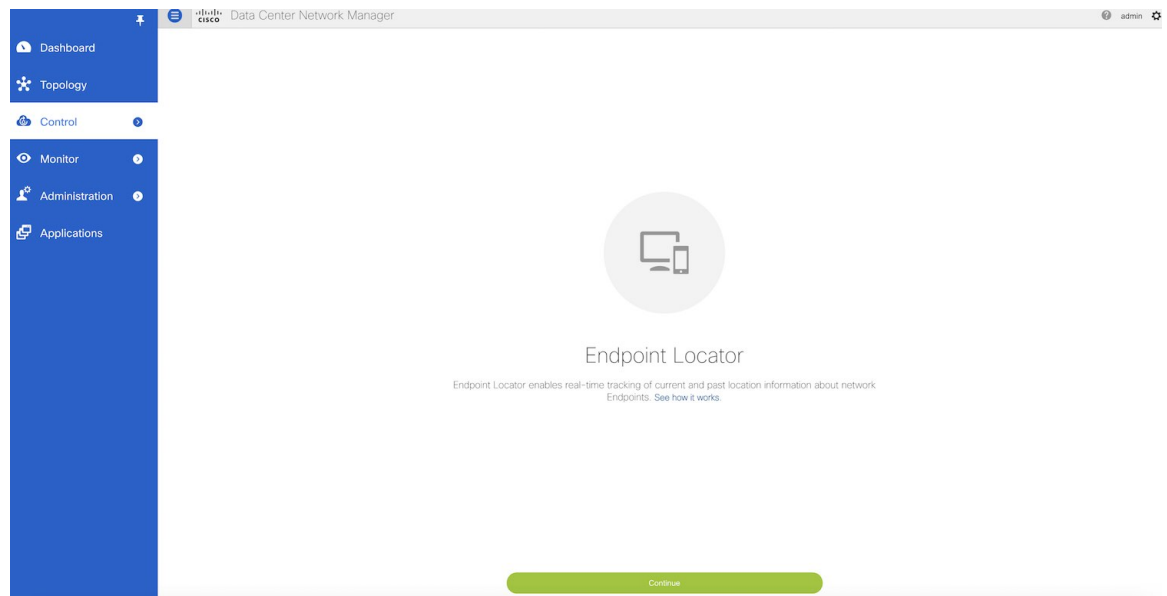 CISCO Data Center Network Manager
admin
Dashboard
Topology
Control
Monitor
Administration
Applications
Endpoint Locator
Endpoint Locator enables real-time tracking of current and past location information about network
Endpoints. See how it works.
Continue